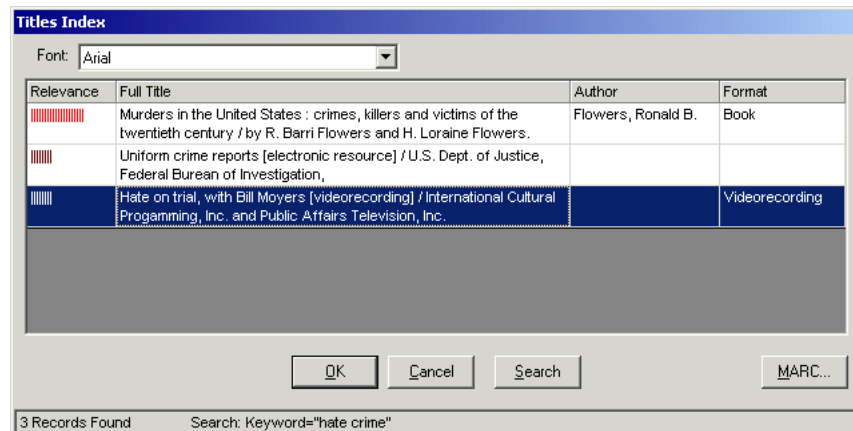 Titles Index
Font: Arial
Relevance Full Title Author Format
Murders in the United States : crimes, killers and victims of the Flowers, Ronald B. Book
twentieth century / by R. Barri Flowers and H. Loraine Flowers.
Uniform crime reports [electronic resource] / U.S. Dept. of Justice,
Federal Burean of Investigation,
Hate on trial, with Bill Moyers [videorecording] / International Cultural Videorecording
Progamming, Inc. and Public Affairs Television, Inc.
OK Cancel Search MARC...
3 Records Found Search: Keyword="hate crime"